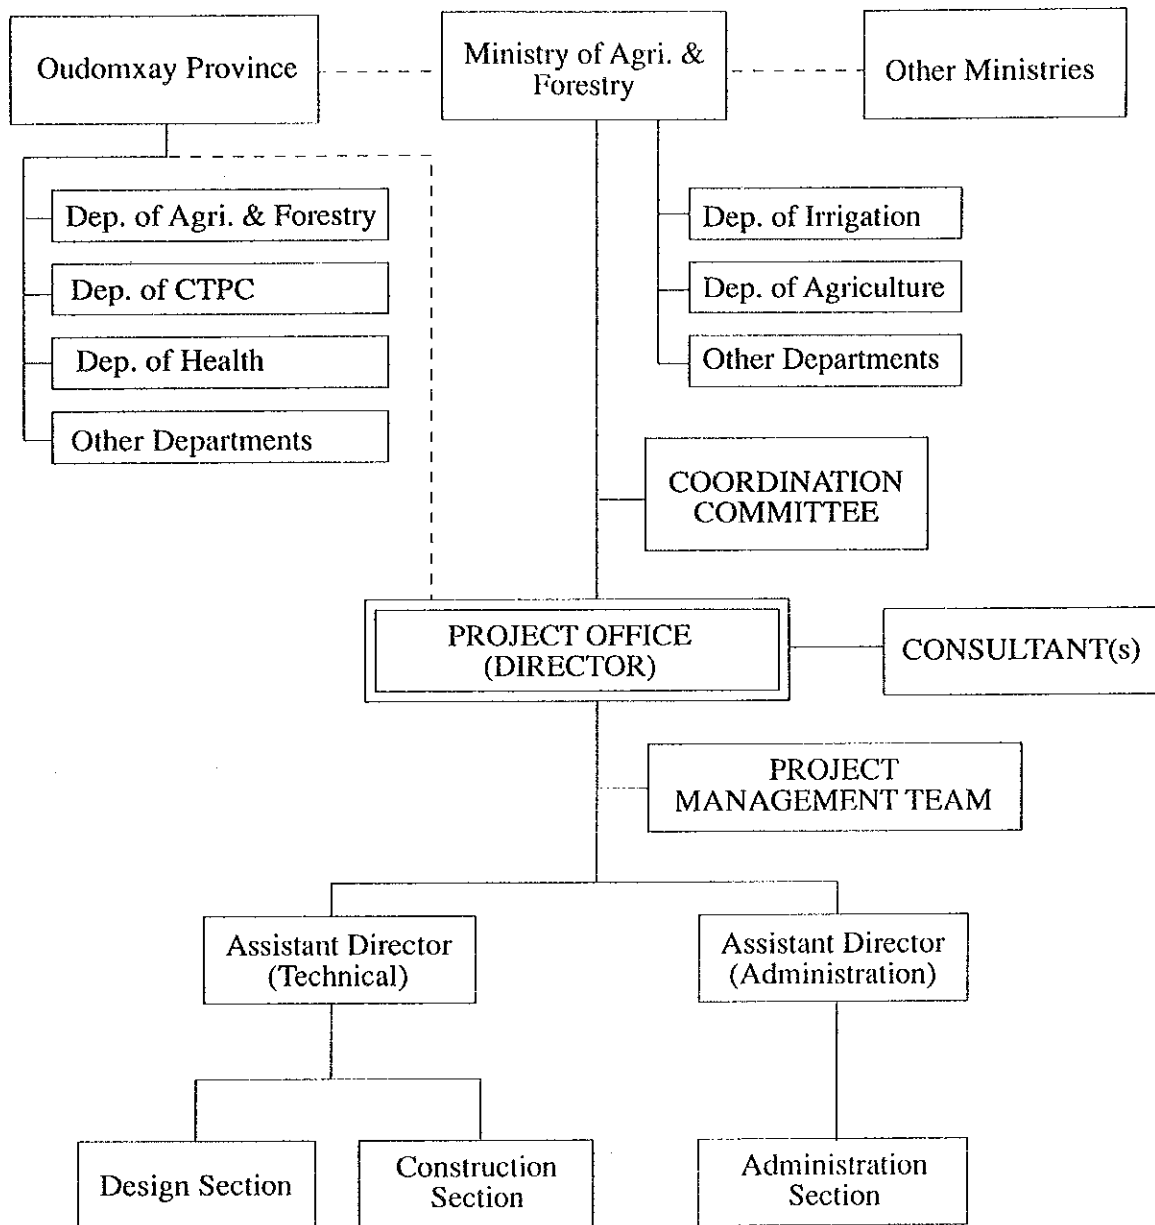 Oudomxay Province
Ministry of Agri. &
Forestry
Other Ministries
Dep. of Agri. & Forestry
Dep. of CTPC
Dep. of Health
Other Departments
Dep. of Irrigation
Dep. of Agriculture
Other Departments
COORDINATION
COMMITTEE
PROJECT OFFICE
(DIRECTOR)
CONSULTANT(s)
PROJECT
MANAGEMENT TEAM
Assistant Director
(Technical)
Assistant Director
(Administration)
Design Section
Construction
Section
Administration
Section